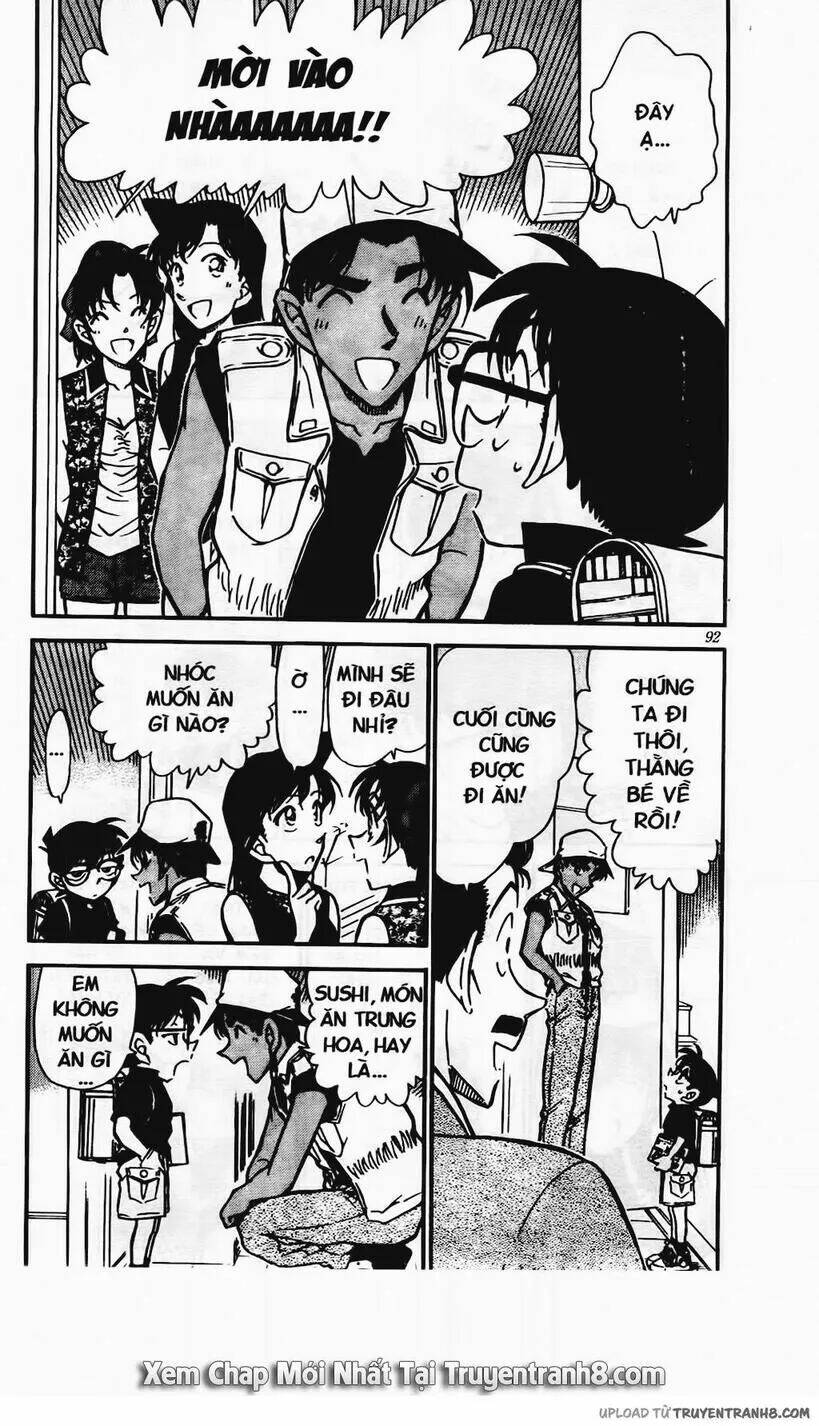 ĐÂY
Ạ...
MỜI VÀO
NHÀAAAAAAA!!
92
CHÚNG
TA ĐI
THÔI,
THẰNG
BÉ VỀ
RỒI!
CUỐI CÙNG
CŨNG
ĐƯỢC
ĐI ĂN!
MÌNH SẼ
ĐI ĐÂU
NHỈ?
Ờ
...
NHÓC
MUỐN ĂN
GÌ NÀO?
...
SUSHI, MÓN
ĂN TRUNG
HOA, HAY
LÀ...
EM
KHÔNG
MUỐN
ĂN GÌ
...
Xem Chap Mới Nhất Tại Truyentranh8.com
UPLOAD TỪ TRUYENTRANH8.COM